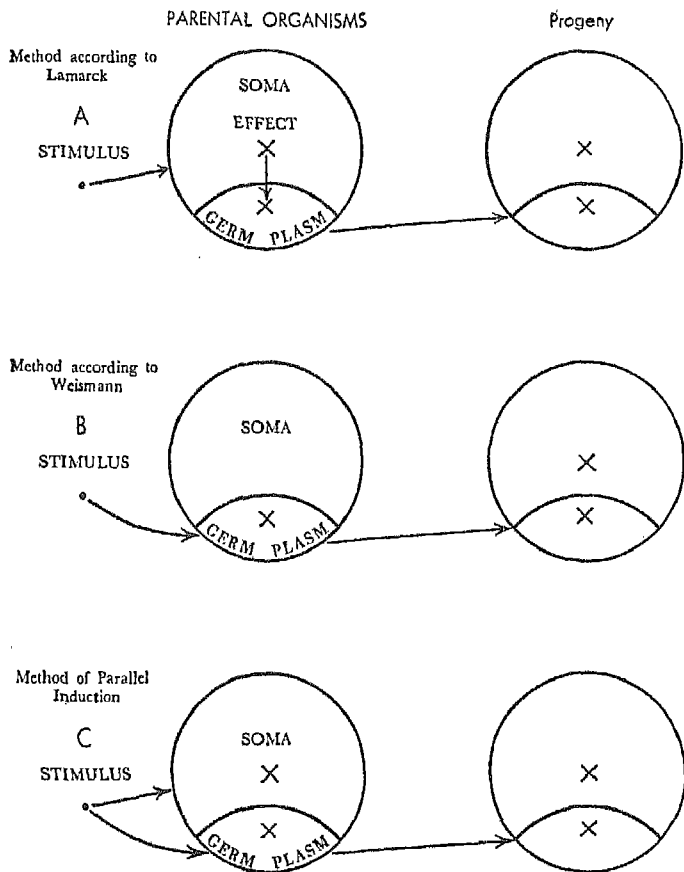 PARENTAL ORGANISMS
Progeny
Method according to
Lamarck
A
STIMULUS
SOMA
EFFECT
GERM PLASM
Method according to
Weismann
B
STIMULUS
SOMA
GERM PLASM
Method of Parallel
Induction
C
STIMULUS
SOMA
GERM PLASM